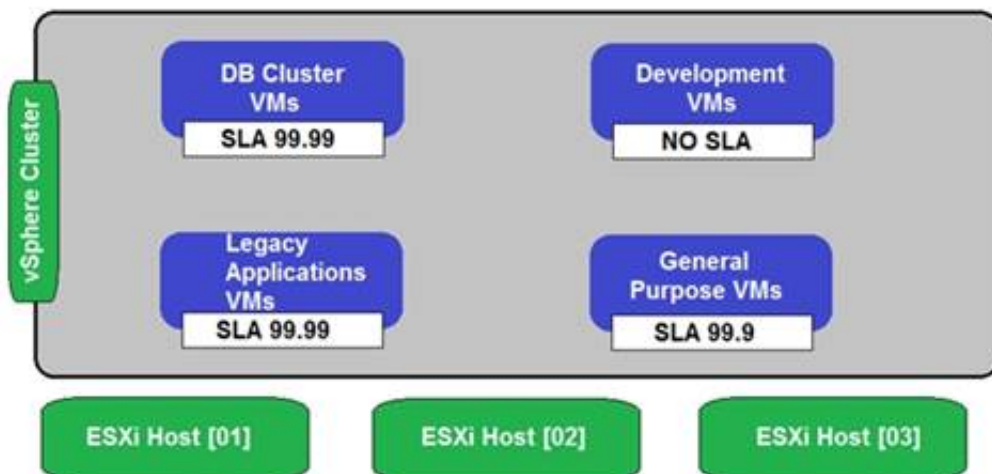 vSphere Cluster
DB Cluster
VMs
SLA 99.99
Development
VMs
NO SLA
Legacy
Applications
VMs
SLA 99.99
General
Purpose VMs
SLA 99.9
ESXi Host [01]
ESXi Host [02]
ESXi Host [03]